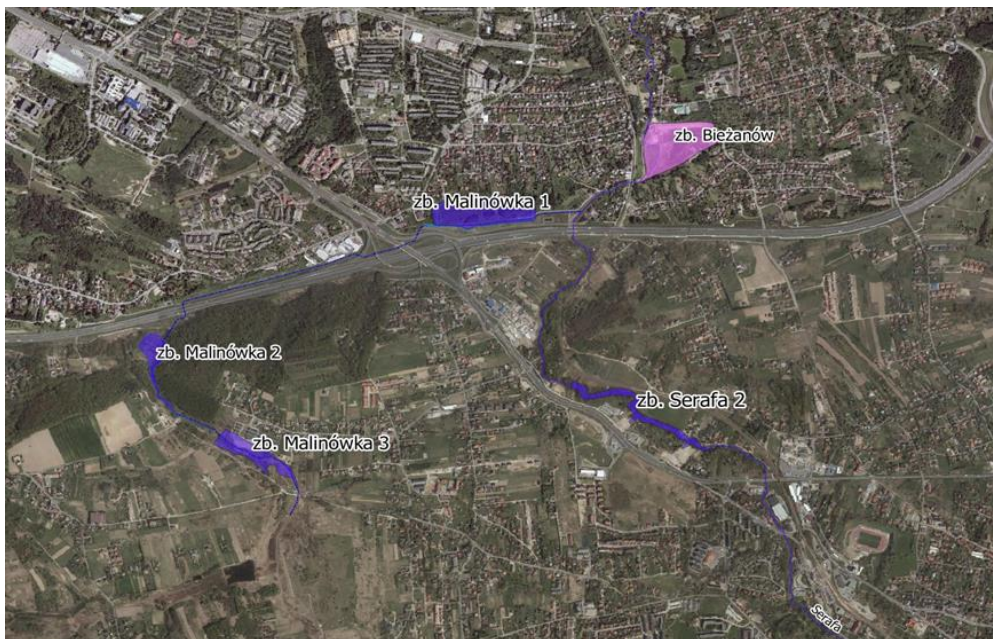 zb. Bieżanów
zb. Malinówka 1
zb. Malinówka 2
zb. Serafa 2
zb. Malinówka 3
Serafa